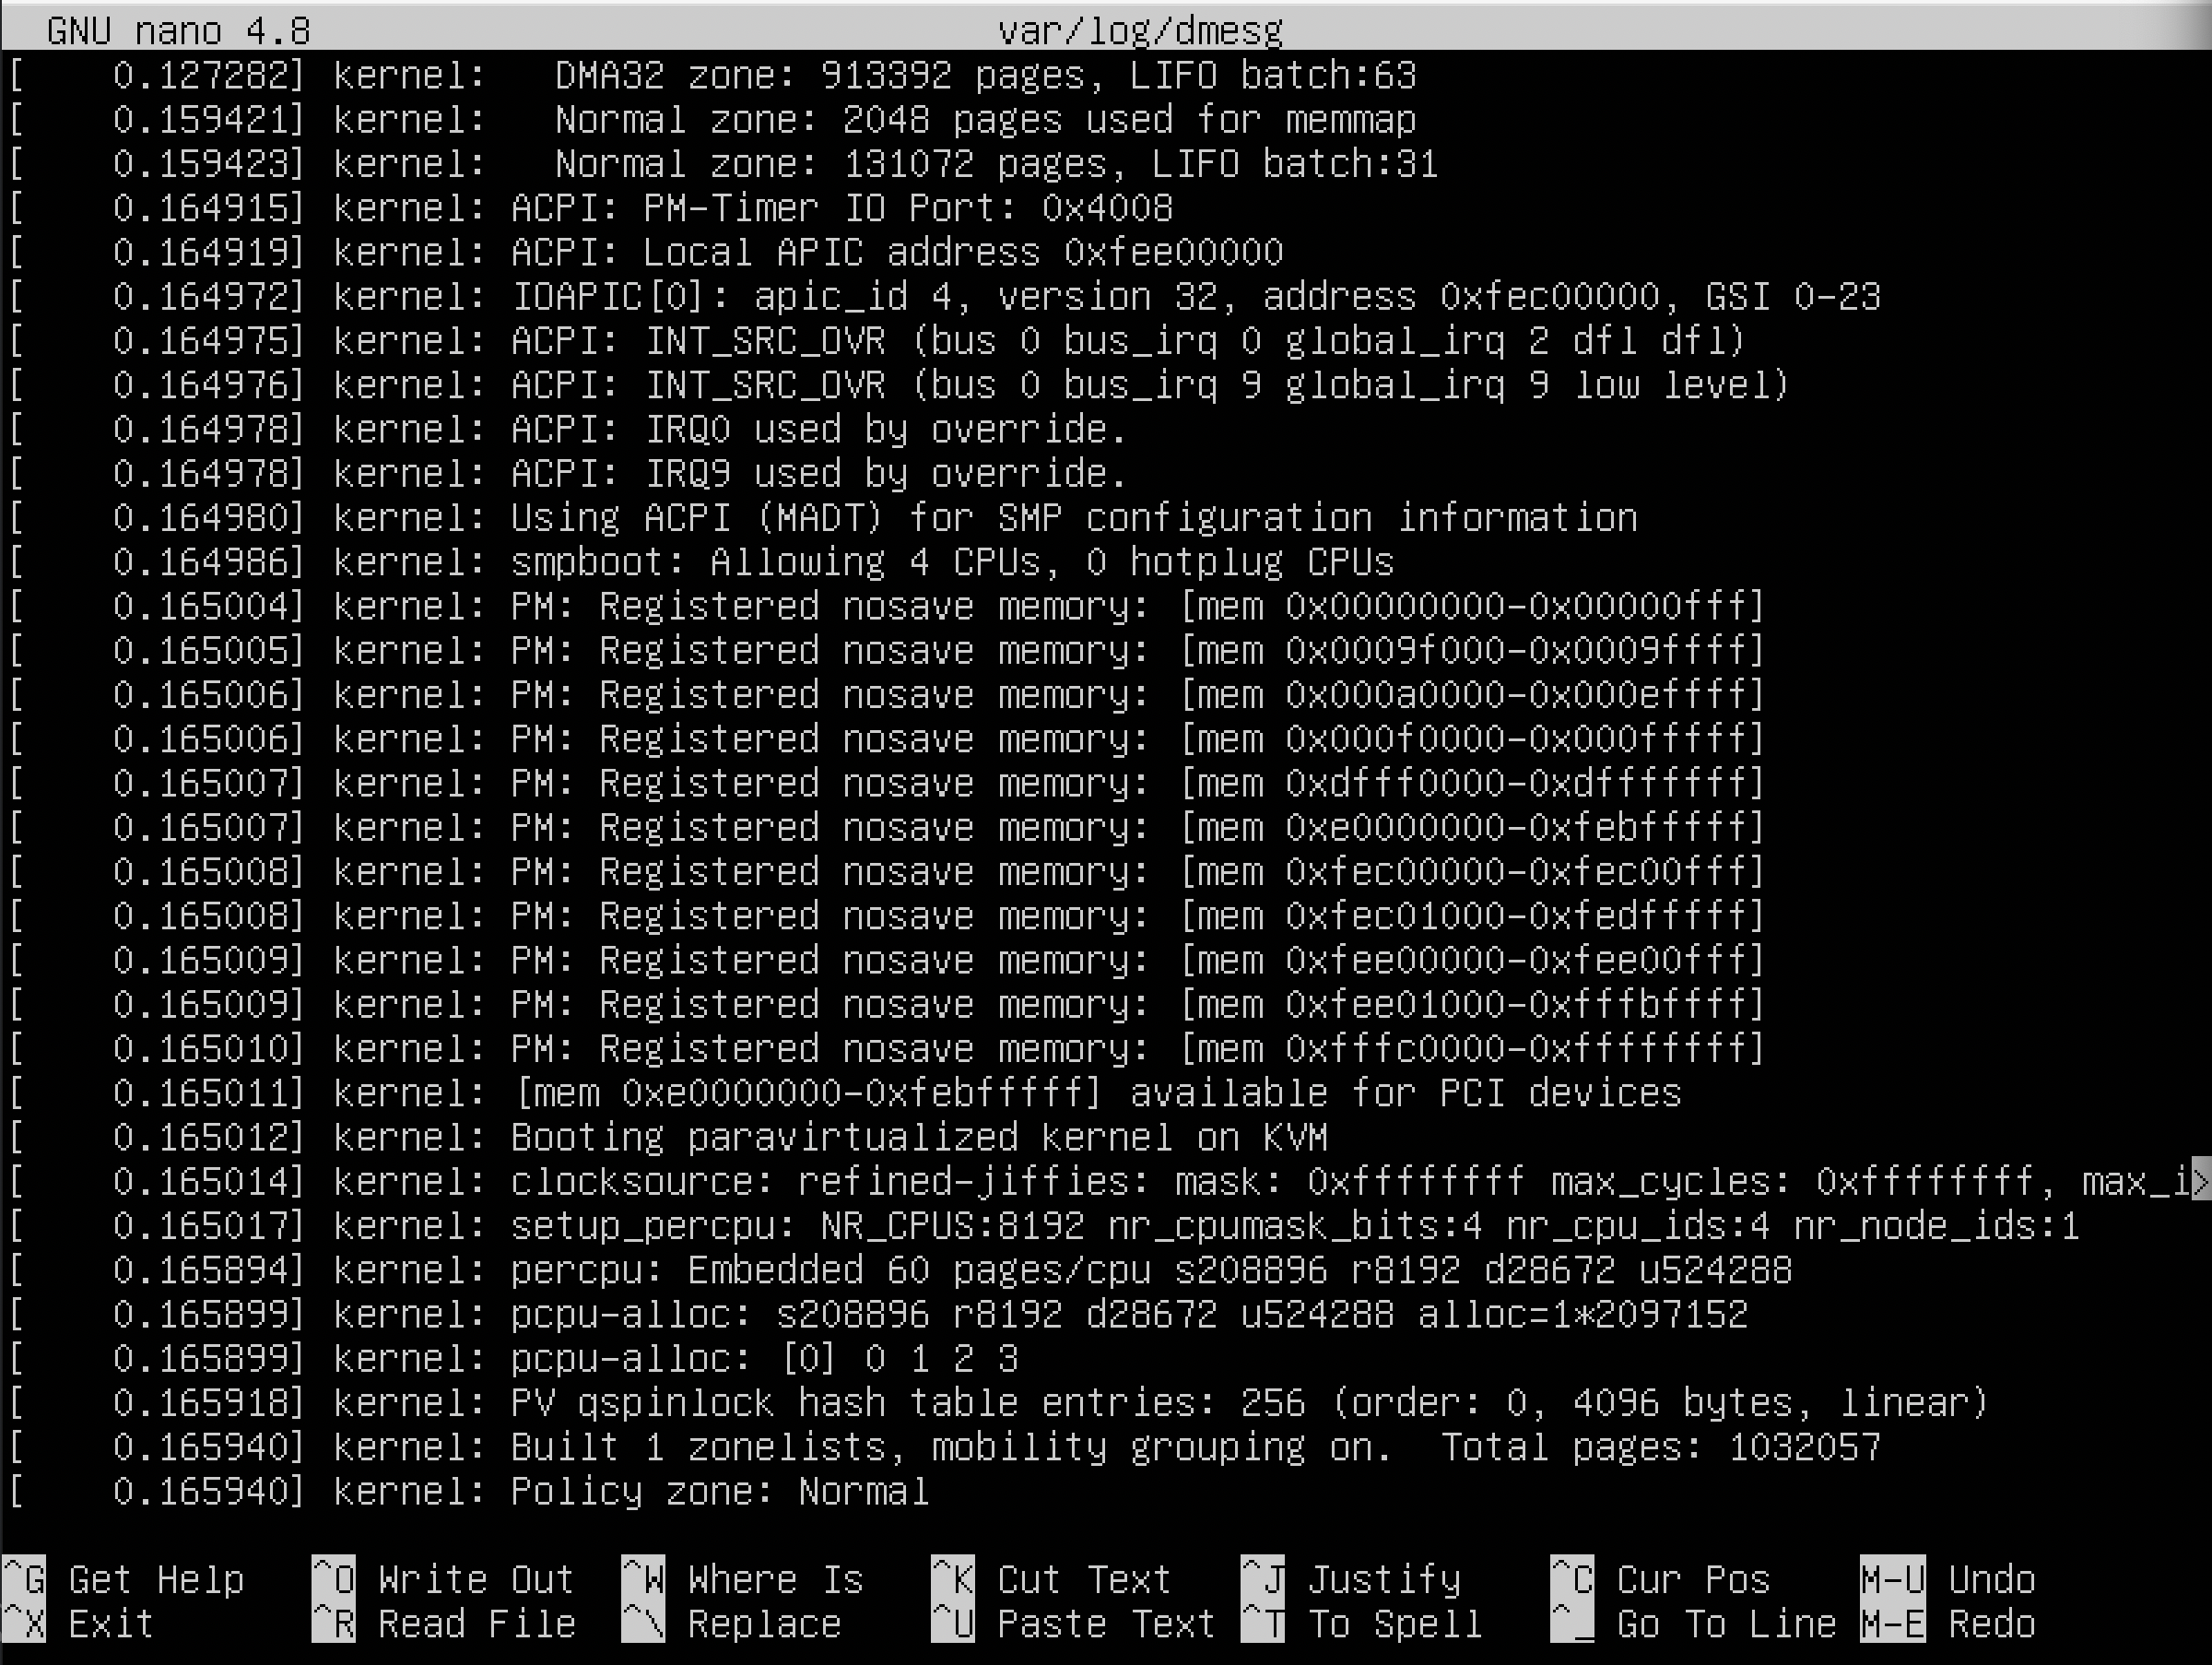 GNU nano 4.8 var/log/dmesg
[    0.127282] kernel:   DMA32 zone: 913392 pages, LIFO batch:63
[    0.159421] kernel:   Normal zone: 2048 pages used for memmap
[    0.159423] kernel:   Normal zone: 131072 pages, LIFO batch:31
[    0.164915] kernel: ACPI: PM-Timer IO Port: 0x4008
[    0.164919] kernel: ACPI: Local APIC address 0xfee00000
[    0.164972] kernel: IOAPIC[0]: apic_id 4, version 32, address 0xfec00000, GSI 0-23
[    0.164975] kernel: ACPI: INT_SRC_OVR (bus 0 bus_irq 0 global_irq 2 dfl dfl)
[    0.164976] kernel: ACPI: INT_SRC_OVR (bus 0 bus_irq 9 global_irq 9 low level)
[    0.164978] kernel: ACPI: IRQ0 used by override.
[    0.164978] kernel: ACPI: IRQ9 used by override.
[    0.164980] kernel: Using ACPI (MADT) for SMP configuration information
[    0.164986] kernel: smpboot: Allowing 4 CPUs, 0 hotplug CPUs
[    0.165004] kernel: PM: Registered nosave memory: [mem 0x00000000-0x00000fff]
[    0.165005] kernel: PM: Registered nosave memory: [mem 0x0009f000-0x0009ffff]
[    0.165006] kernel: PM: Registered nosave memory: [mem 0x000a0000-0x000effff]
[    0.165006] kernel: PM: Registered nosave memory: [mem 0x000f0000-0x000fffff]
[    0.165007] kernel: PM: Registered nosave memory: [mem 0xdfff0000-0xdfffffff]
[    0.165007] kernel: PM: Registered nosave memory: [mem 0xe0000000-0xfebfffff]
[    0.165008] kernel: PM: Registered nosave memory: [mem 0xfec00000-0xfec00fff]
[    0.165008] kernel: PM: Registered nosave memory: [mem 0xfec01000-0xfedfffff]
[    0.165009] kernel: PM: Registered nosave memory: [mem 0xfee00000-0xfee00fff]
[    0.165009] kernel: PM: Registered nosave memory: [mem 0xfee01000-0xfffbffff]
[    0.165010] kernel: PM: Registered nosave memory: [mem 0xfffc0000-0xffffffff]
[    0.165011] kernel: [mem 0xe0000000-0xfebfffff] available for PCI devices
[    0.165012] kernel: Booting paravirtualized kernel on KVM
[    0.165014] kernel: clocksource: refined-jiffies: mask: 0xffffffff max_cycles: 0xffffffff, max_i>
[    0.165017] kernel: setup_percpu: NR_CPUS:8192 nr_cpumask_bits:4 nr_cpu_ids:4 nr_node_ids:1
[    0.165894] kernel: percpu: Embedded 60 pages/cpu s208896 r8192 d28672 u524288
[    0.165899] kernel: pcpu-alloc: s208896 r8192 d28672 u524288 alloc=1*2097152
[    0.165899] kernel: pcpu-alloc: [0] 0 1 2 3
[    0.165918] kernel: PV qspinlock hash table entries: 256 (order: 0, 4096 bytes, linear)
[    0.165940] kernel: Built 1 zonelists, mobility grouping on.  Total pages: 1032057
[    0.165940] kernel: Policy zone: Normal
^G Get Help ^O Write Out ^W Where Is ^K Cut Text ^J Justify ^C Cur Pos M-U Undo
^X Exit ^R Read File ^\ Replace ^U Paste Text ^T To Spell ^_ Go To Line M-E Redo